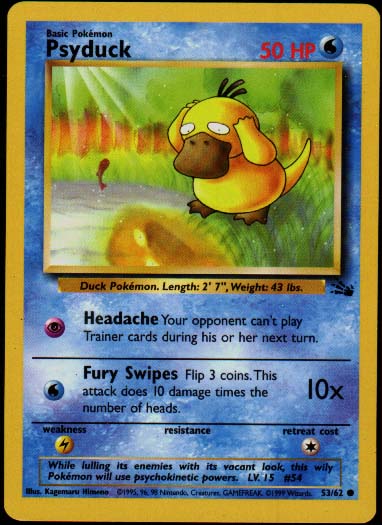 Basic Pokémon
Psyduck 50 HP
Duck Pokémon. Length: 2' 7", Weight: 43 lbs.
Headache Your opponent can't play
Trainer cards during his or her next turn.
Fury Swipes Flip 3 coins. This
attack does 10 damage times the
number of heads.
10x
weakness resistance retreat cost
While lulling its enemies with its vacant look, this wily
Pokémon will use psychokinetic powers. LV. 15 #54
Illus. Kagemaru Himeno ©1995, 96, 98 Nintendo, Creatures, GAMEFREAK. ©1999 Wizards. 53/62